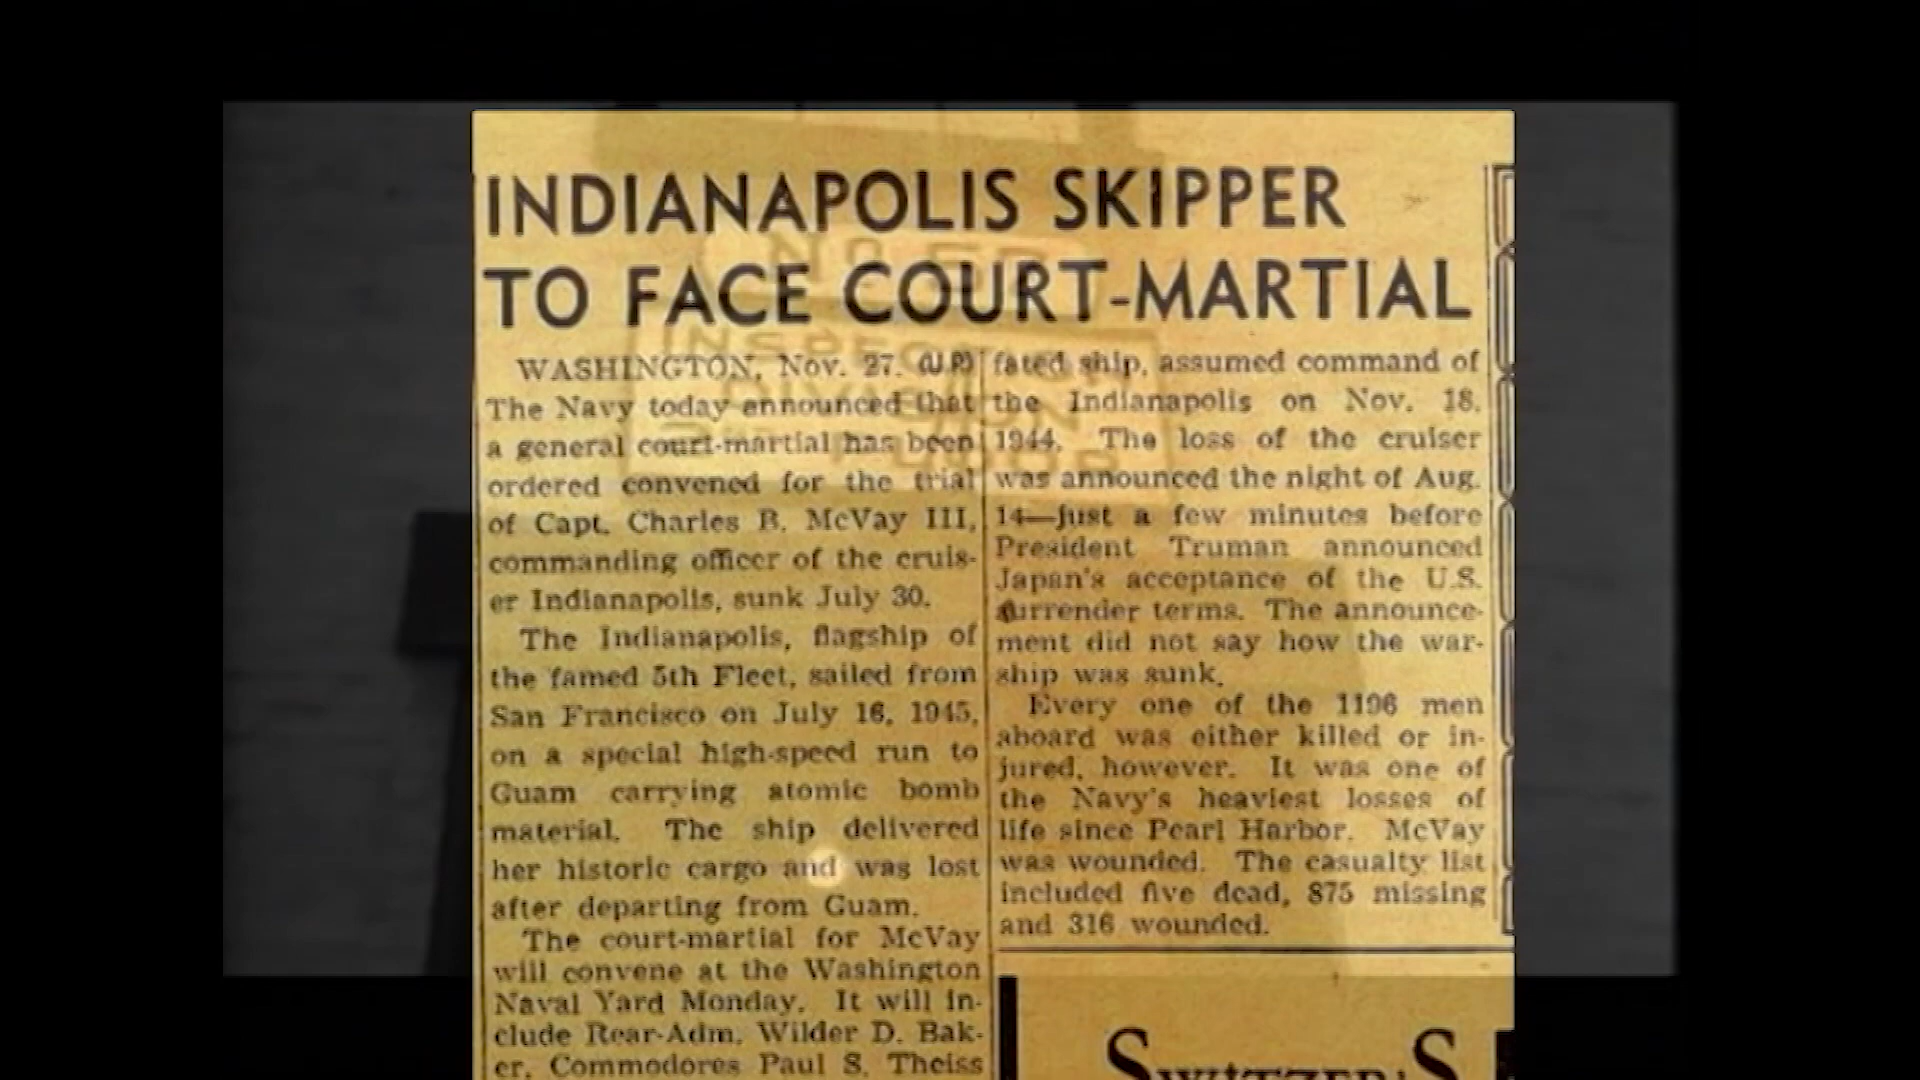 INDIANAPOLIS SKIPPER
TO FACE COURT-MARTIAL
WASHINGTON, Nov. 27. (U.P.)
The Navy today announced that
a general court-martial has been
ordered convened for the trial
of Capt. Charles B. McVay III,
commanding officer of the cruis-
er Indianapolis, sunk July 30.
The Indianapolis, flagship of
the famed 5th Fleet, sailed from
San Francisco on July 16, 1945,
on a special high-speed run to
Guam carrying atomic bomb
material. The ship delivered
her historic cargo and was lost
after departing from Guam.
The court-martial for McVay
will convene at the Washington
Naval Yard Monday. It will in-
clude Rear-Adm. Wilder D. Bak-
er, Commodores Paul S. Theiss
fated ship, assumed command of
the Indianapolis on Nov. 18,
1944. The loss of the cruiser
was announced the night of Aug.
14—just a few minutes before
President Truman announced
Japan's acceptance of the U.S.
surrender terms. The announce-
ment did not say how the war-
ship was sunk.
Every one of the 1196 men
aboard was either killed or in-
jured, however. It was one of
the Navy's heaviest losses of
life since Pearl Harbor. McVay
was wounded. The casualty list
included five dead, 875 missing
and 316 wounded.
SWITZER'S
INSPECTION
DIVISION
2ND FLOOR